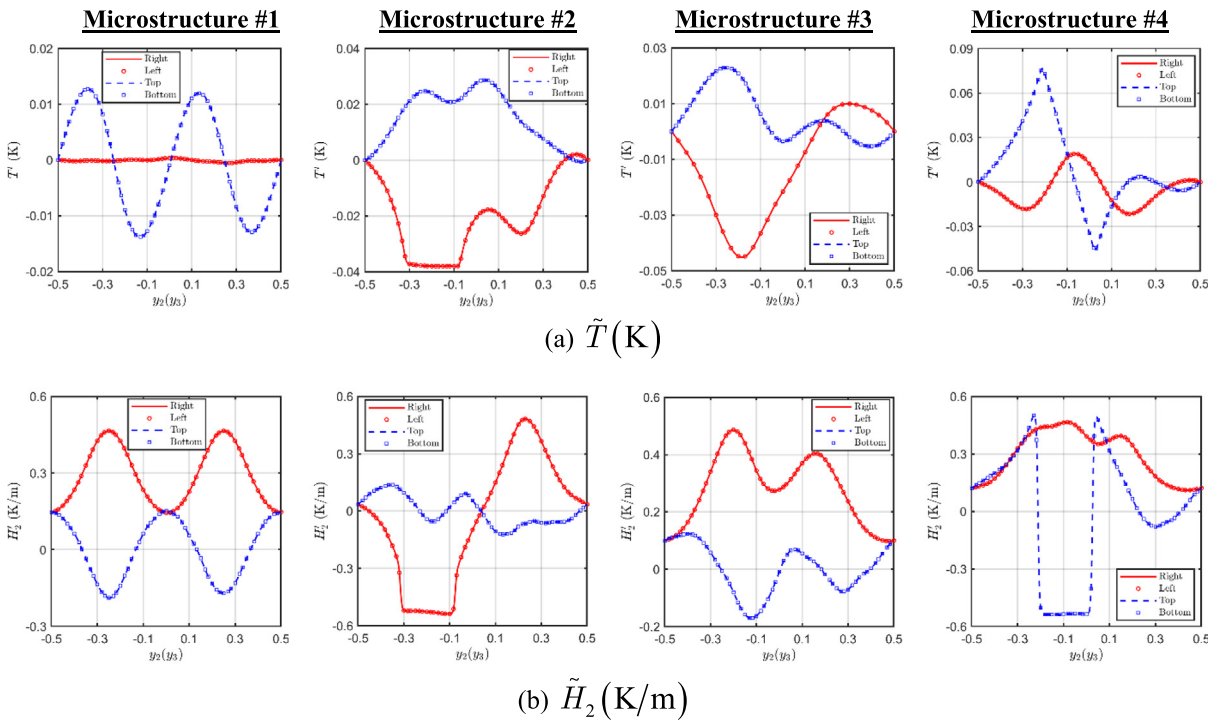 Microstructure #1 Microstructure #2 Microstructure #3 Microstructure #4
0.02
0.01
0
-0.01
-0.02
T' (K)
-0.5 -0.3 -0.1 0.1 0.3 0.5
y₂(y₃)
Right
Left
Top
Bottom
0.04
0.02
0
-0.02
-0.04
T' (K)
-0.5 -0.3 -0.1 0.1 0.3 0.5
y₂(y₃)
Right
Left
Top
Bottom
0.03
0.01
-0.01
-0.03
-0.05
T' (K)
-0.5 -0.3 -0.1 0.1 0.3 0.5
y₂(y₃)
Right
Left
Top
Bottom
0.09
0.06
0.03
0
-0.03
-0.06
T' (K)
-0.5 -0.3 -0.1 0.1 0.3 0.5
y₂(y₃)
Right
Left
Top
Bottom
(a) T̃(K)
0.6
0.3
0
-0.3
H₂' (K/m)
-0.5 -0.3 -0.1 0.1 0.3 0.5
y₂(y₃)
Right
Left
Top
Bottom
0.6
0.3
0
-0.3
-0.6
H₂' (K/m)
-0.5 -0.3 -0.1 0.1 0.3 0.5
y₂(y₃)
Right
Left
Top
Bottom
0.6
0.4
0.2
0
-0.2
H₂' (K/m)
-0.5 -0.3 -0.1 0.1 0.3 0.5
y₂(y₃)
Right
Left
Top
Bottom
0.6
0.3
0
-0.3
-0.6
H₂' (K/m)
-0.5 -0.3 -0.1 0.1 0.3 0.5
y₂(y₃)
Right
Left
Top
Bottom
(b) H̃₂(K/m)